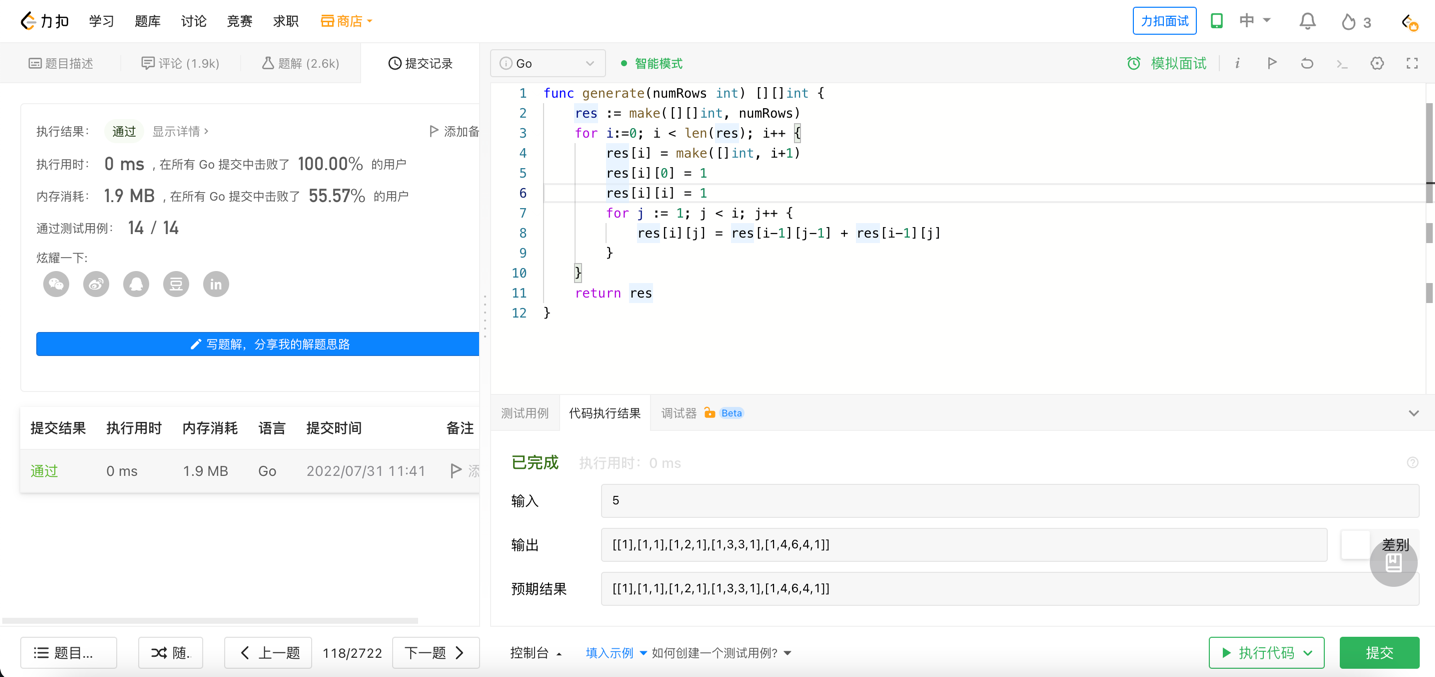 力扣 学习 题库 讨论 竞赛 求职 商店 力扣面试 中 3
题目描述 评论 (1.9k) 题解 (2.6k) 提交记录
执行结果： 通过 显示详情 > 添加备
执行用时： 0 ms , 在所有 Go 提交中击败了 100.00% 的用户
内存消耗： 1.9 MB , 在所有 Go 提交中击败了 55.57% 的用户
通过测试用例： 14 / 14
炫耀一下:
豆 in
写题解，分享我的解题思路
提交结果 执行用时 内存消耗 语言 提交时间 备注
通过 0 ms 1.9 MB Go 2022/07/31 11:41 添
题目... 随. 上一题 118/2722 下一题
i Go 智能模式 模拟面试 i >_
1 func generate(numRows int) [][]int {
2 res := make([][]int, numRows)
3 for i:=0; i < len(res); i++ {
4 res[i] = make([]int, i+1)
5 res[i][0] = 1
6 res[i][i] = 1
7 for j := 1; j < i; j++ {
8 res[i][j] = res[i-1][j-1] + res[i-1][j]
9 }
10 }
11 return res
12 }
测试用例 代码执行结果 调试器 Beta
已完成 执行用时：0 ms ?
输入 5
输出 [[1],[1,1],[1,2,1],[1,3,3,1],[1,4,6,4,1]] 差别
预期结果 [[1],[1,1],[1,2,1],[1,3,3,1],[1,4,6,4,1]]
控制台 填入示例 如何创建一个测试用例? 执行代码 提交